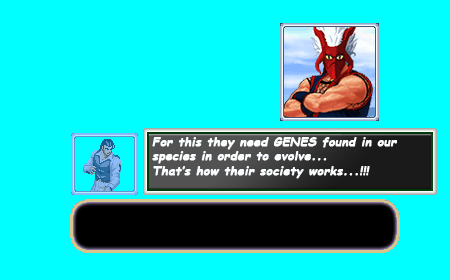 For this they need GENES found in our
species in order to evolve...
That's how their society works...!!!